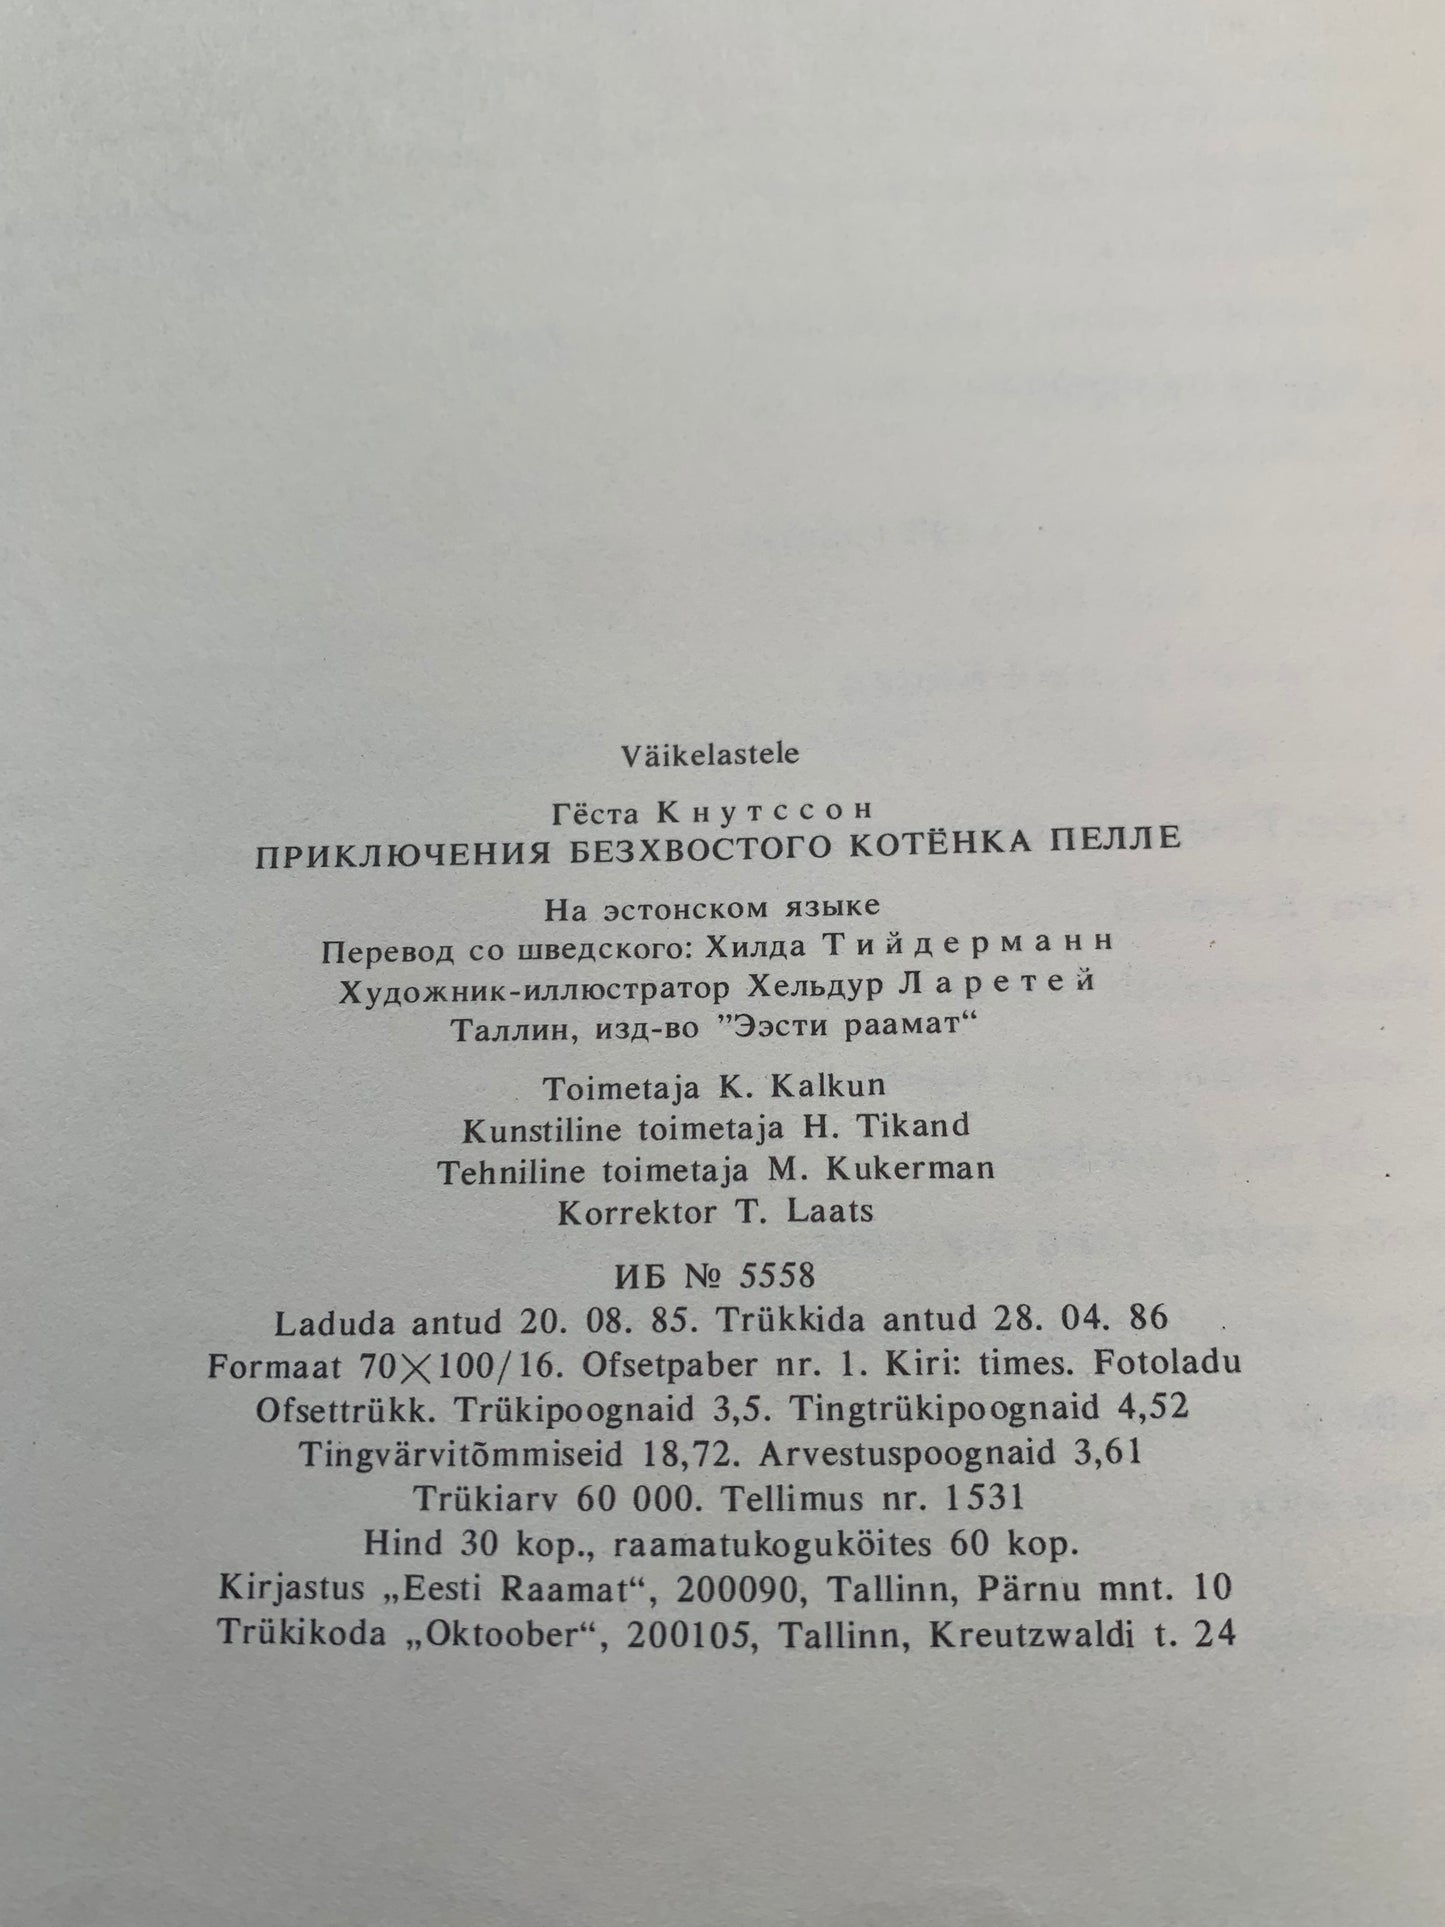 Väikelastele
Гёста Кнутссон
ПРИКЛЮЧЕНИЯ БЕЗХВОСТОГО КОТЁНКА ПЕЛЛЕ
На эстонском языке
Перевод со шведского: Хилда Тийдерманн
Художник-иллюстратор Хельдур Ларетей
Таллин, изд-во ”Ээсти раамат“
Toimetaja K. Kalkun
Kunstiline toimetaja H. Tikand
Tehniline toimetaja M. Kukerman
Korrektor T. Laats
ИБ № 5558
Laduda antud 20. 08. 85. Trükkida antud 28. 04. 86
Formaat 70×100/16. Ofsetpaber nr. 1. Kiri: times. Fotoladu
Ofsettrükk. Trükipoognaid 3,5. Tingtrükipoognaid 4,52
Tingvärvitõmmiseid 18,72. Arvestuspoognaid 3,61
Trükiarv 60 000. Tellimus nr. 1531
Hind 30 kop., raamatukoguköites 60 kop.
Kirjastus „Eesti Raamat“, 200090, Tallinn, Pärnu mnt. 10
Trükikoda „Oktoober“, 200105, Tallinn, Kreutzwaldi t. 24